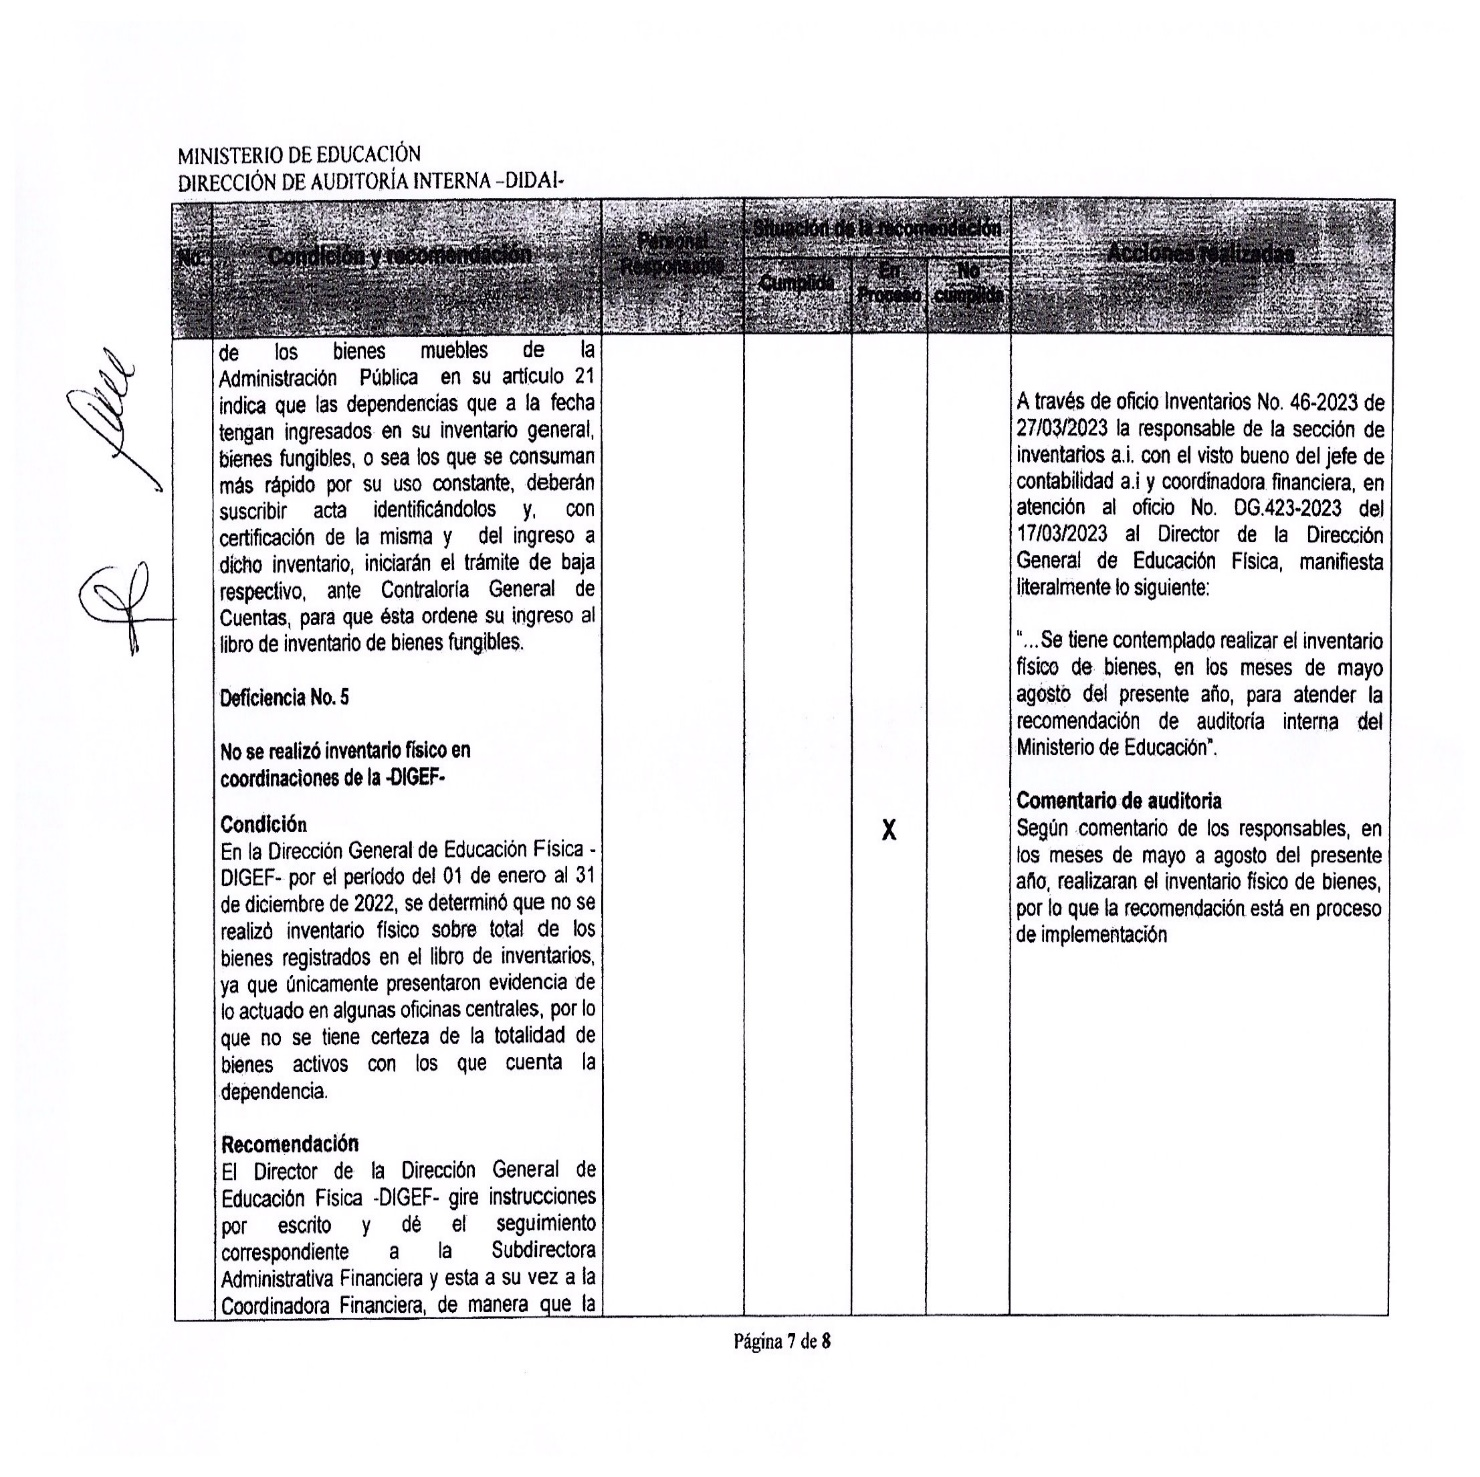 MINISTERIO DE EDUCACIÓN
DIRECCIÓN DE AUDITORÍA INTERNA –DIDAI-
No.
Condición y recomendación
Personal
Responsable
Situación de la recomendación
Cumplida
En
Proceso
No
cumplida
Acciones realizadas
de los bienes muebles de la
Administración Pública en su artículo 21
indica que las dependencias que a la fecha
tengan ingresados en su inventario general,
bienes fungibles, o sea los que se consuman
más rápido por su uso constante, deberán
suscribir acta identificándolos y, con
certificación de la misma y del ingreso a
dicho inventario, iniciarán el trámite de baja
respectivo, ante Contraloría General de
Cuentas, para que ésta ordene su ingreso al
libro de inventario de bienes fungibles.
Deficiencia No. 5
No se realizó inventario físico en
coordinaciones de la -DIGEF-
Condición
En la Dirección General de Educación Física -
DIGEF- por el período del 01 de enero al 31
de diciembre de 2022, se determinó que no se
realizó inventario físico sobre total de los
bienes registrados en el libro de inventarios,
ya que únicamente presentaron evidencia de
lo actuado en algunas oficinas centrales, por lo
que no se tiene certeza de la totalidad de
bienes activos con los que cuenta la
dependencia.
Recomendación
El Director de la Dirección General de
Educación Física -DIGEF- gire instrucciones
por escrito y dé el seguimiento
correspondiente a la Subdirectora
Administrativa Financiera y esta a su vez a la
Coordinadora Financiera, de manera que la
X
A través de oficio Inventarios No. 46-2023 de
27/03/2023 la responsable de la sección de
inventarios a.i. con el visto bueno del jefe de
contabilidad a.i y coordinadora financiera, en
atención al oficio No. DG.423-2023 del
17/03/2023 al Director de la Dirección
General de Educación Física, manifiesta
literalmente lo siguiente:
"...Se tiene contemplado realizar el inventario
físico de bienes, en los meses de mayo
agosto del presente año, para atender la
recomendación de auditoría interna del
Ministerio de Educación".
Comentario de auditoria
Según comentario de los responsables, en
los meses de mayo a agosto del presente
año, realizaran el inventario físico de bienes,
por lo que la recomendación está en proceso
de implementación
Página 7 de 8